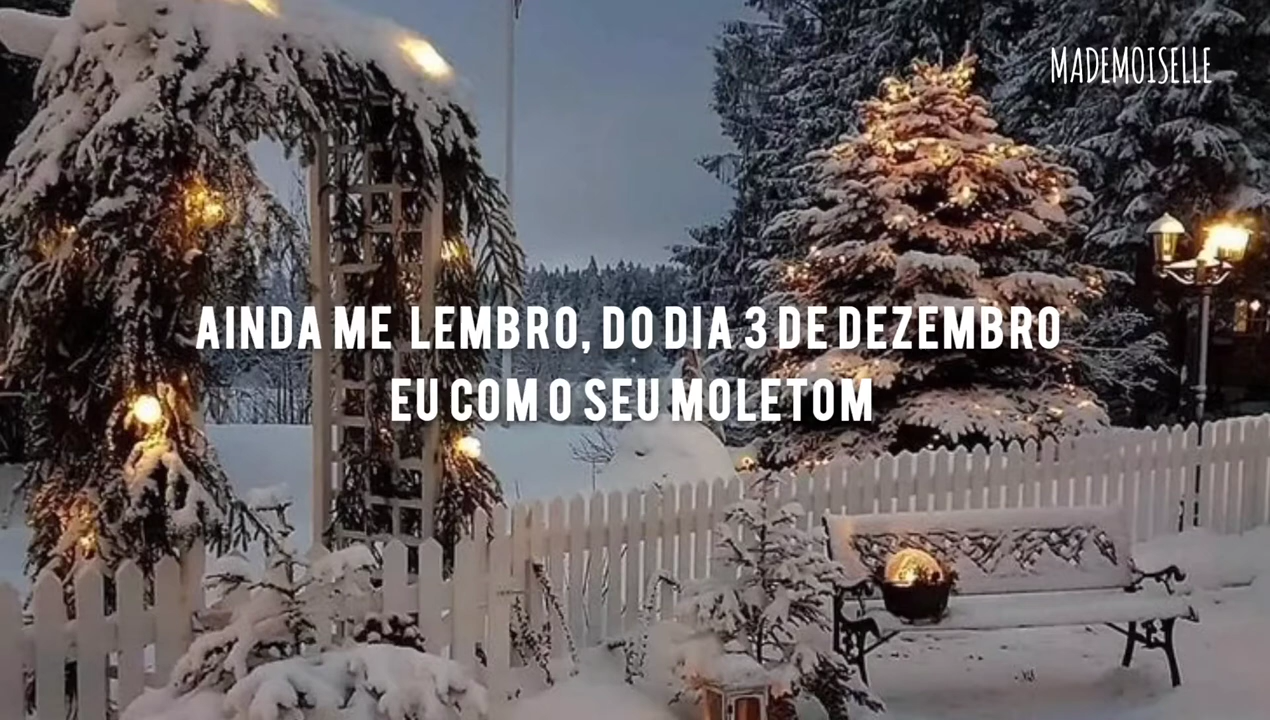 MADEMOISELLE
AINDA ME LEMBRO, DO DIA 3 DE DEZEMBRO
EU COM O SEU MOLETOM